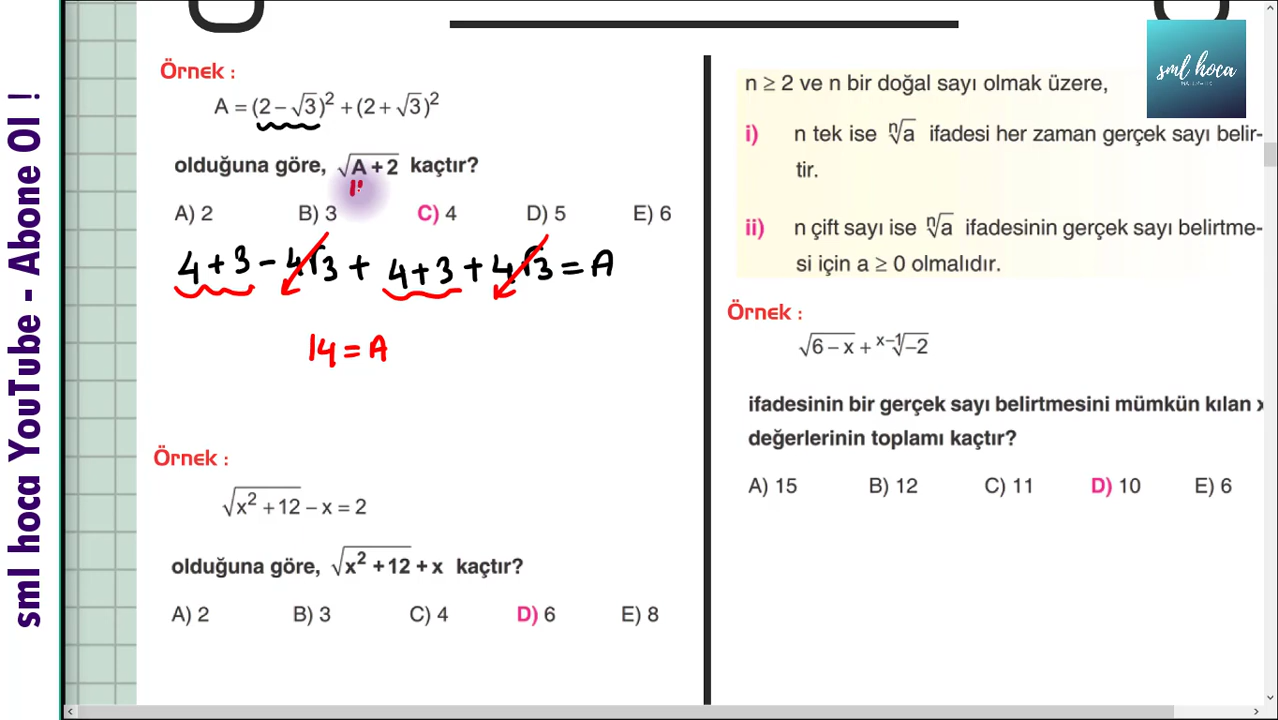 sml hoca YouTube - Abone Ol !
sml hoca
Örnek :
A = (2 − √3)² + (2 + √3)²
olduğuna göre, √(A + 2) kaçtır?
A) 2 B) 3 C) 4 D) 5 E) 6
4 + 3 − 4√3 + 4 + 3 + 4√3 = A
14 = A
Örnek :
√(x² + 12) − x = 2
olduğuna göre, √(x² + 12) + x kaçtır?
A) 2 B) 3 C) 4 D) 6 E) 8
n ≥ 2 ve n bir doğal sayı olmak üzere,
i) n tek ise ⁿ√a ifadesi her zaman gerçek sayı belir-
tir.
ii) n çift sayı ise ⁿ√a ifadesinin gerçek sayı belirtme-
si için a ≥ 0 olmalıdır.
Örnek :
√(6 − x) + ˣ⁻¹√−2
ifadesinin bir gerçek sayı belirtmesini mümkün kılan x
değerlerinin toplamı kaçtır?
A) 15 B) 12 C) 11 D) 10 E) 6